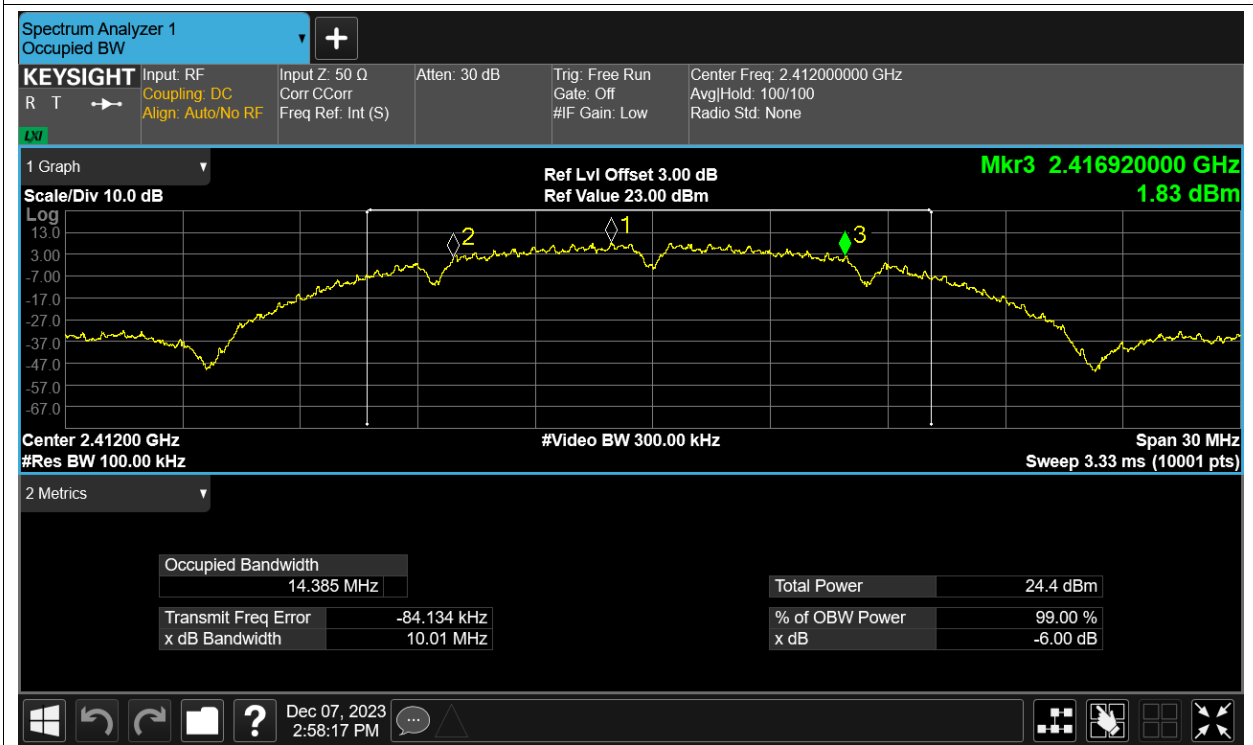 Spectrum Analyzer 1
Occupied BW
KEYSIGHT
R T
LXI
Input: RF
Coupling: DC
Align: Auto/No RF
Input Z: 50 Ω
Corr CCorr
Freq Ref: Int (S)
Atten: 30 dB
Trig: Free Run
Gate: Off
#IF Gain: Low
Center Freq: 2.412000000 GHz
Avg|Hold: 100/100
Radio Std: None
1 Graph
Scale/Div 10.0 dB
Ref Lvl Offset 3.00 dB
Ref Value 23.00 dBm
Mkr3 2.416920000 GHz
1.83 dBm
Log
13.0
3.00
-7.00
-17.0
-27.0
-37.0
-47.0
-57.0
-67.0
2
1
3
Center 2.41200 GHz
#Video BW 300.00 kHz
Span 30 MHz
#Res BW 100.00 kHz
Sweep 3.33 ms (10001 pts)
2 Metrics
Occupied Bandwidth
14.385 MHz
Transmit Freq Error -84.134 kHz
x dB Bandwidth 10.01 MHz
Total Power 24.4 dBm
% of OBW Power 99.00 %
x dB -6.00 dB
?
Dec 07, 2023
2:58:17 PM